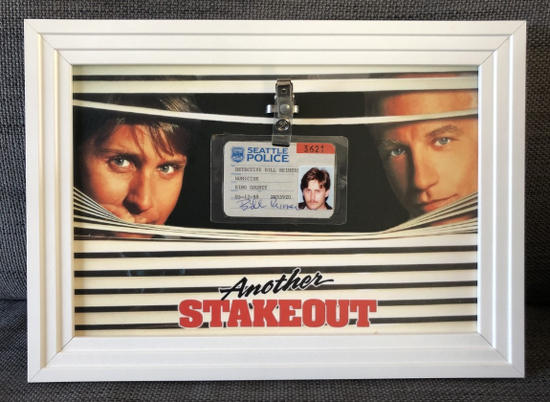 SEATTLE
POLICE
3621
DETECTIVE BILL REIMERS
HOMICIDE
KING COUNTY
Another
STAKEOUT